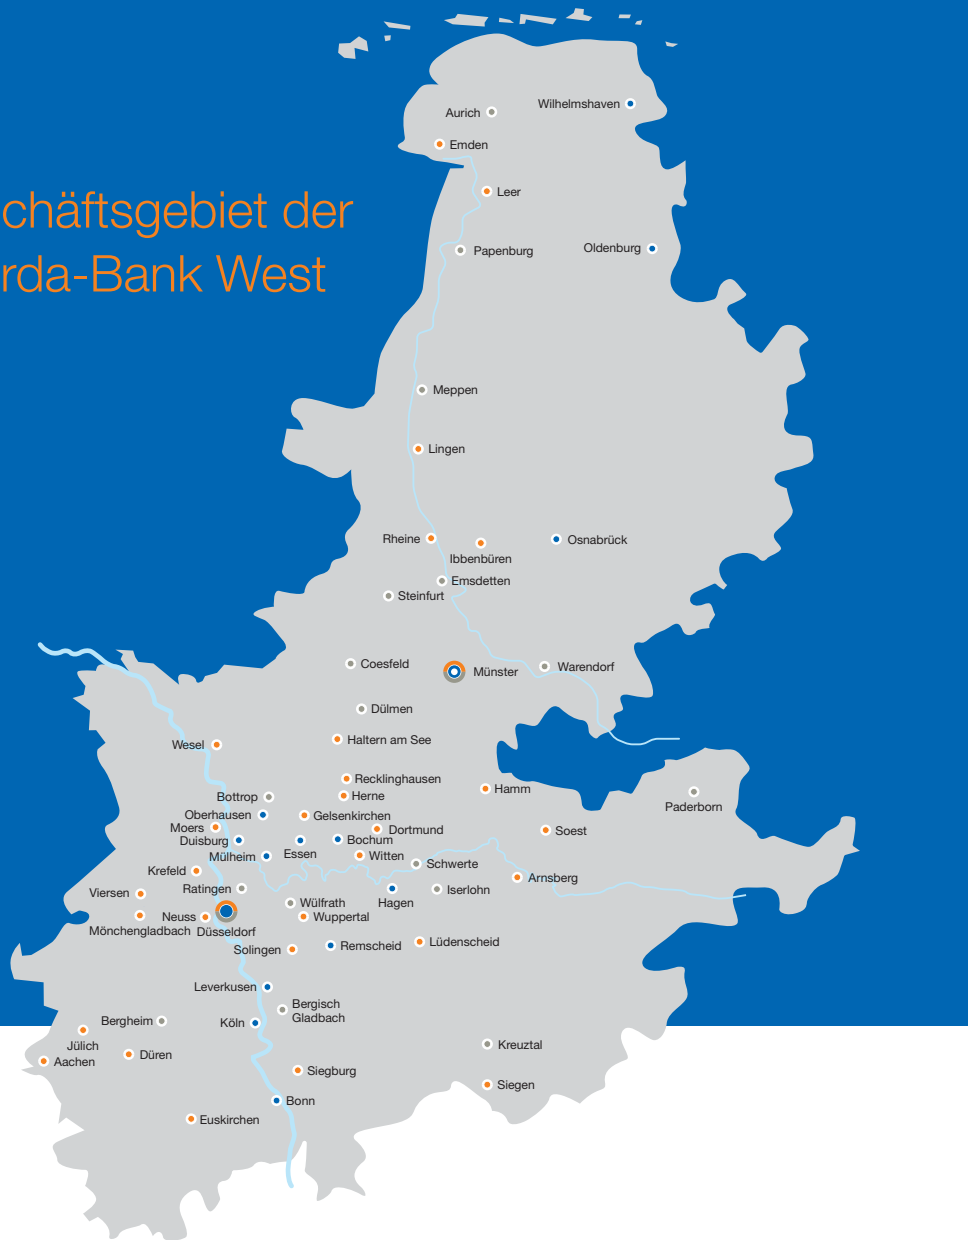 chäftsgebiet der
rda-Bank West
Aurich
Wilhelmshaven
Emden
Leer
Papenburg
Oldenburg
Meppen
Lingen
Rheine
Ibbenbüren
Osnabrück
Emsdetten
Steinfurt
Coesfeld
Münster
Warendorf
Dülmen
Haltern am See
Wesel
Recklinghausen
Herne
Hamm
Paderborn
Bottrop
Oberhausen
Gelsenkirchen
Moers
Dortmund
Soest
Duisburg
Bochum
Mülheim
Essen
Witten
Schwerte
Krefeld
Arnsberg
Viersen
Ratingen
Iserlohn
Hagen
Wülfrath
Neuss
Wuppertal
Mönchengladbach
Düsseldorf
Solingen
Remscheid
Lüdenscheid
Leverkusen
Bergisch
Gladbach
Bergheim
Köln
Jülich
Kreuztal
Aachen
Düren
Siegburg
Siegen
Bonn
Euskirchen